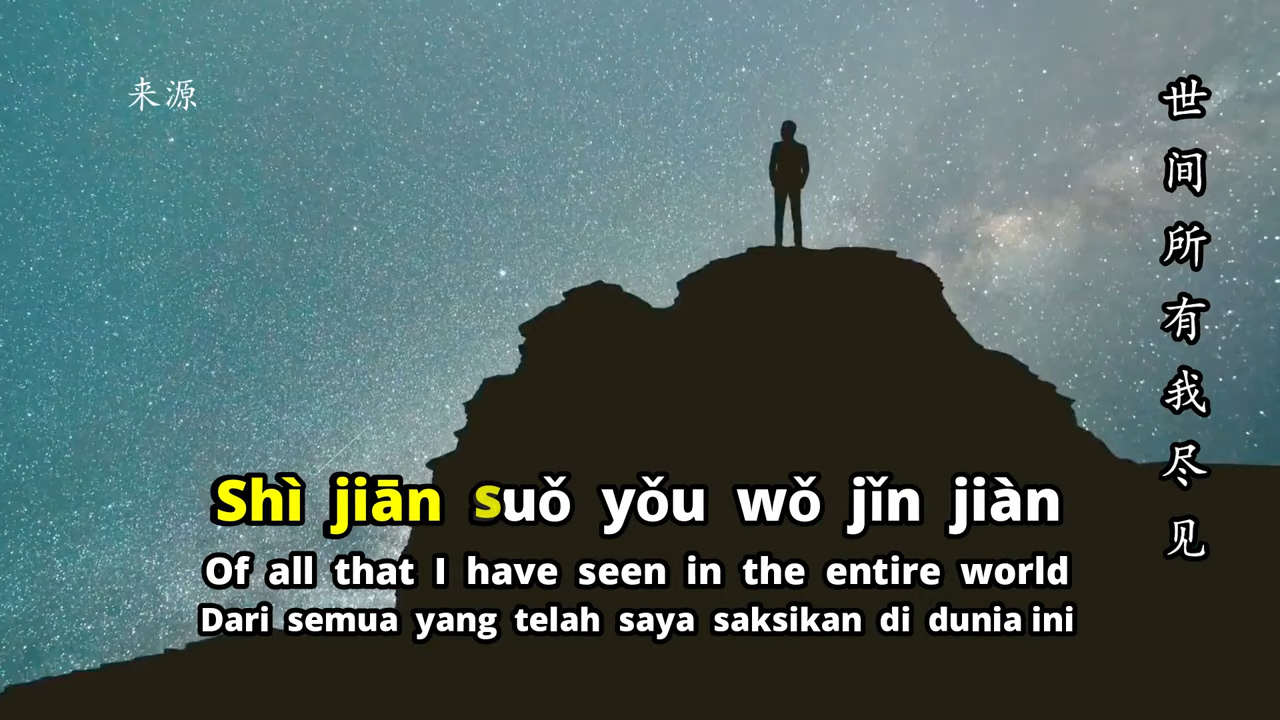 来源
世间所有我尽见
Shì jiān suǒ yǒu wǒ jǐn jiàn
Of all that I have seen in the entire world
Dari semua yang telah saya saksikan di dunia ini